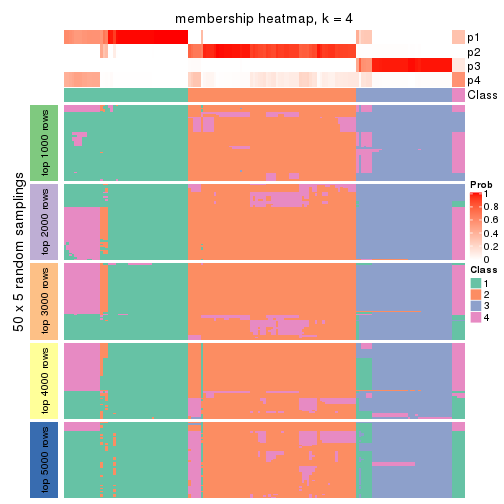 membership heatmap, k = 4
p1
p2
p3
p4
Class
50 x 5 random samplings
top 1000 rows
top 2000 rows
top 3000 rows
top 4000 rows
top 5000 rows
Prob
1
0.8
0.6
0.4
0.2
0
Class
1
2
3
4